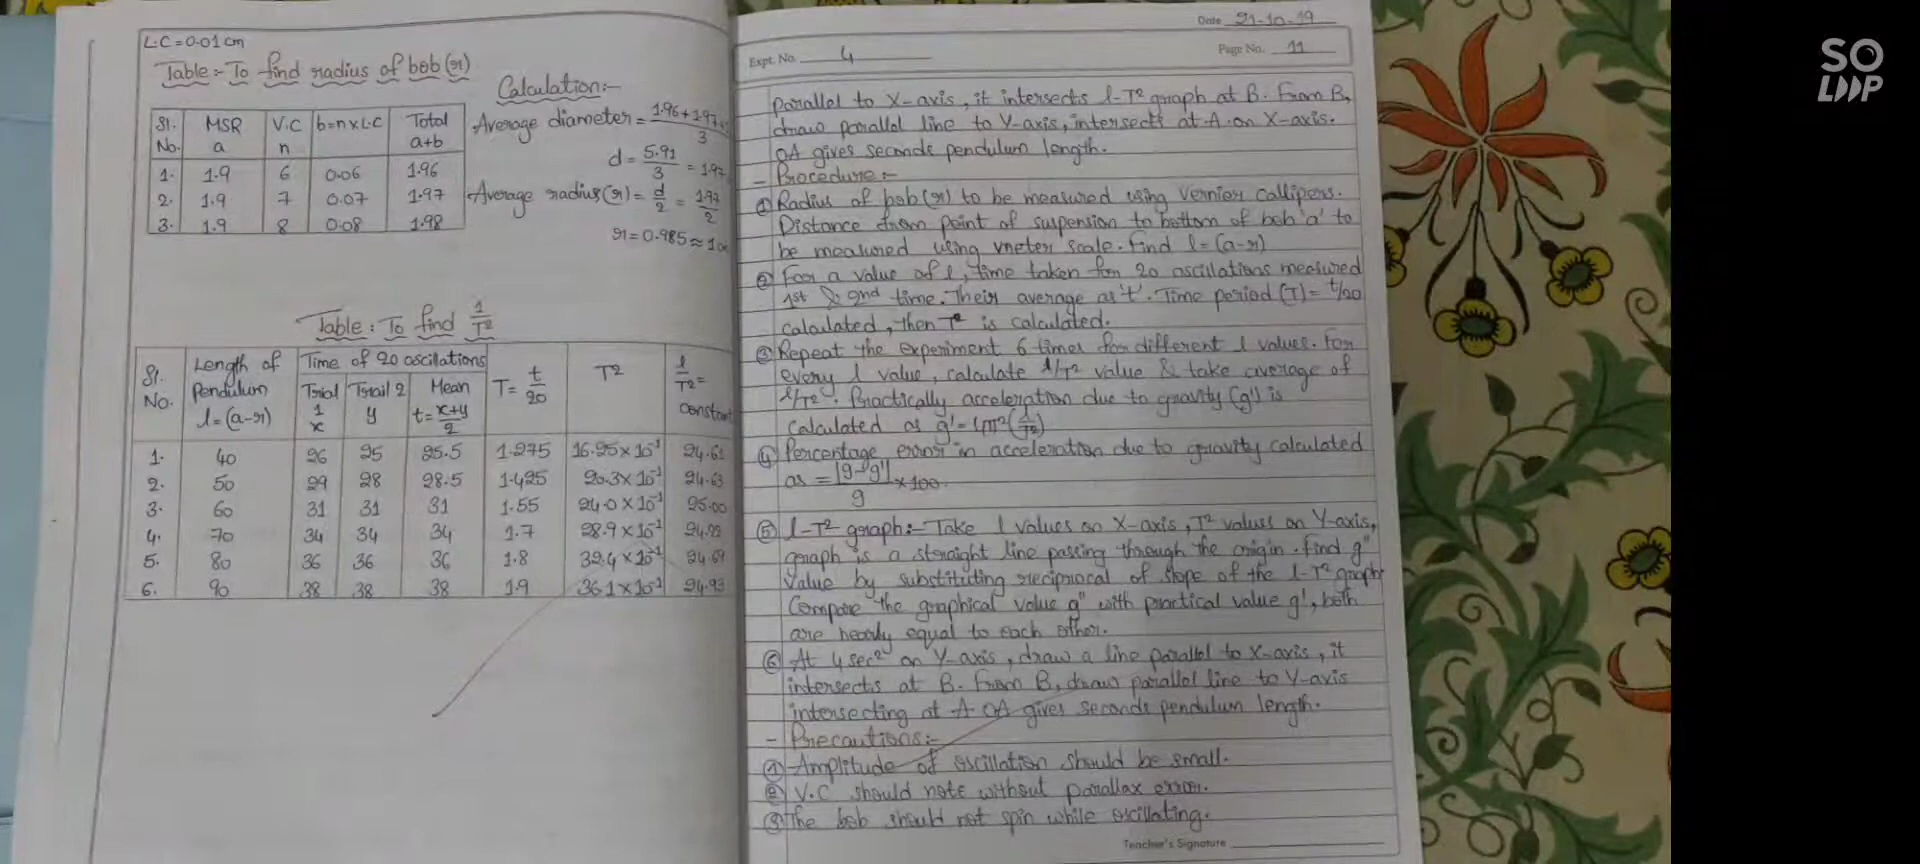 L.C = 0.01 cm
Table:- To find radius of bob (r)
Sl. No. MSR a V.C n b=n×L.C Total a+b
1. 1.9 6 0.06 1.96
2. 1.9 7 0.07 1.97
3. 1.9 8 0.08 1.98
Calculation:-
Average diameter = 1.96 + 1.97 / 3
d = 5.91/3 = 1.97
Average radius (r) = d/2 = 1.97/2
r = 0.985 ≈ 1
Table: To find 1/T²
Sl. No. Length of Pendulum l = (a-r) Time of 20 oscillations Trial 1 x Trail 2 y Mean t = x+y/2 T = t/20 T² l/T² = constant
1. 40 26 25 25.5 1.275 16.25 × 10⁻¹ 24.61
2. 50 29 28 28.5 1.425 20.3 × 10⁻¹ 24.63
3. 60 31 31 31 1.55 24.0 × 10⁻¹ 25.00
4. 70 34 34 34 1.7 28.9 × 10⁻¹
5. 80 36 36 36 1.8 32.4 × 10⁻¹ 24.69
6. 90 38 38 38 1.9 36.1 × 10⁻¹ 24.93
Date 21-10-19
Expt. No. 4 Page No. 11
parallel to X-axis, it intersects l-T² graph at B. From B,
draw parallel line to Y-axis, intersects at A on X-axis.
OA gives seconds pendulum length.
- Procedure:-
① Radius of bob (r) to be measured using Vernier Callipers.
Distance from point of suspension to bottom of bob 'a' to
be measured using meter scale. Find l = (a-r)
② For a value of l, time taken for 20 oscillations measured
1st & 2nd time. Their average as 't'. Time period (T) = t/20
calculated, then T² is calculated.
③ Repeat the experiment 6 times for different l values. For
every l value, calculate l/T² value & take average of
l/T². Practically acceleration due to gravity (g') is
calculated as g' = 4π² (l/T²)
④ Percentage error in acceleration due to gravity calculated
as = |g-g'|/g × 100.
⑤ l-T² graph:- Take l values on X-axis, T² values on Y-axis,
graph is a straight line passing through the origin. Find g"
value by substituting reciprocal of slope of the l-T² graph
Compare the graphical value g" with practical value g', both
are nearly equal to each other.
⑥ At 4 sec² on Y-axis, draw a line parallel to X-axis, it
intersects at B. From B, draw parallel line to Y-axis
intersecting at A. OA gives seconds pendulum length.
- Precautions:-
① Amplitude of oscillation should be small.
② V.C should note without parallax error.
③ The bob should not spin while oscillating.
Teacher's Signature
SO
LOOP